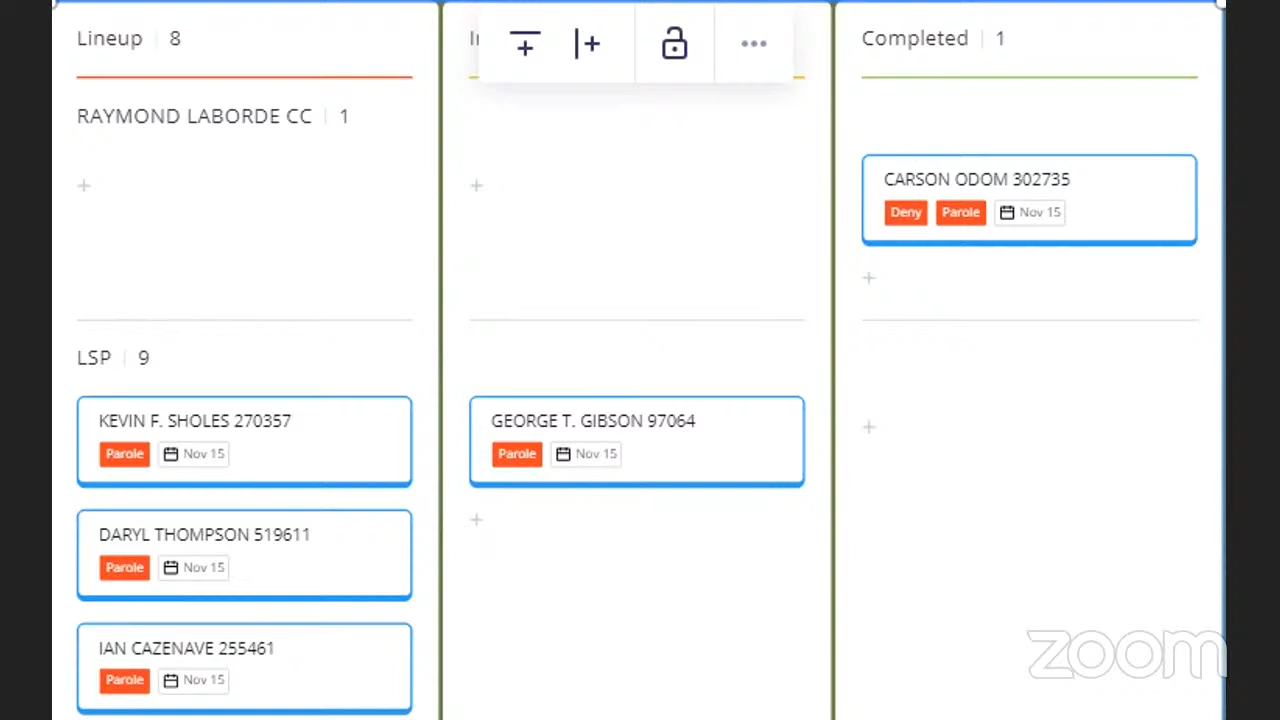 Lineup 8
Completed 1
RAYMOND LABORDE CC 1
CARSON ODOM 302735
Deny Parole Nov 15
LSP 9
KEVIN F. SHOLES 270357
Parole Nov 15
GEORGE T. GIBSON 97064
Parole Nov 15
DARYL THOMPSON 519611
Parole Nov 15
IAN CAZENAVE 255461
Parole Nov 15
zoom